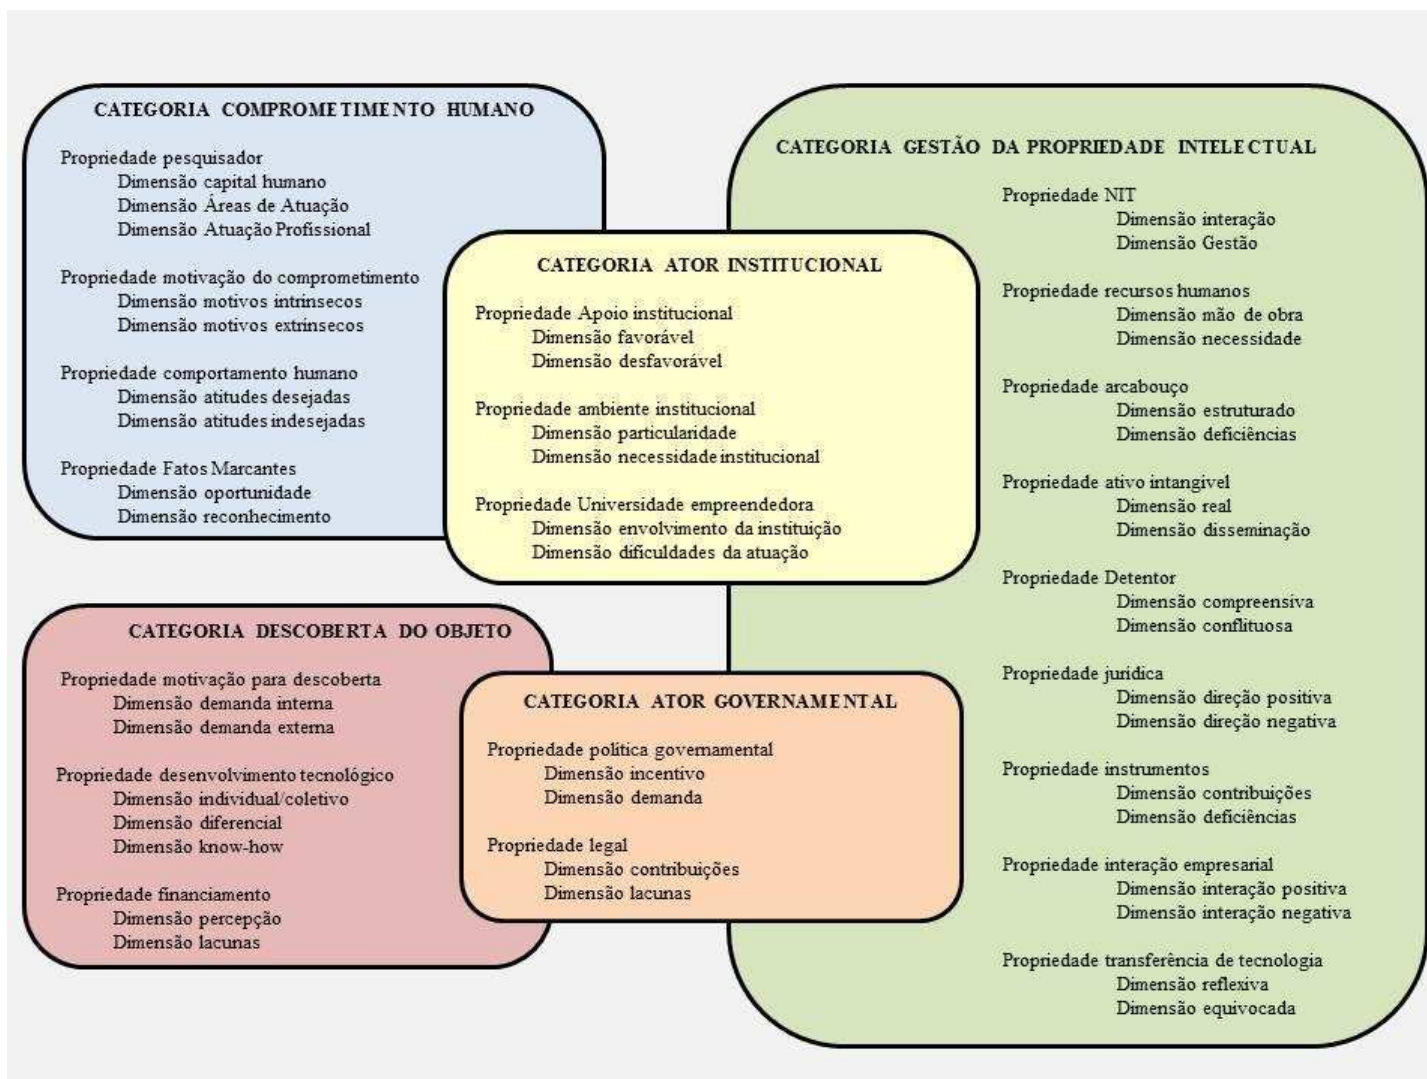 CATEGORIA COMPROMETIMENTO HUMANO
Propriedade pesquisador
Dimensão capital humano
Dimensão Áreas de Atuação
Dimensão Atuação Profissional
Propriedade motivação do comprometimento
Dimensão motivos intrínsecos
Dimensão motivos extrínsecos
Propriedade comportamento humano
Dimensão atitudes desejadas
Dimensão atitudes indesejadas
Propriedade Fatos Marcantes
Dimensão oportunidade
Dimensão reconhecimento
CATEGORIA ATOR INSTITUCIONAL
Propriedade Apoio institucional
Dimensão favorável
Dimensão desfavorável
Propriedade ambiente institucional
Dimensão particularidade
Dimensão necessidade institucional
Propriedade Universidade empreendedora
Dimensão envolvimento da instituição
Dimensão dificuldades da atuação
CATEGORIA DESCOBERTA DO OBJETO
Propriedade motivação para descoberta
Dimensão demanda interna
Dimensão demanda externa
Propriedade desenvolvimento tecnológico
Dimensão individual/coletivo
Dimensão diferencial
Dimensão know-how
Propriedade financiamento
Dimensão percepção
Dimensão lacunas
CATEGORIA ATOR GOVERNAMENTAL
Propriedade política governamental
Dimensão incentivo
Dimensão demanda
Propriedade legal
Dimensão contribuições
Dimensão lacunas
CATEGORIA GESTÃO DA PROPRIEDADE INTELECTUAL
Propriedade NIT
Dimensão interação
Dimensão Gestão
Propriedade recursos humanos
Dimensão mão de obra
Dimensão necessidade
Propriedade arcabouço
Dimensão estruturado
Dimensão deficiências
Propriedade ativo intangível
Dimensão real
Dimensão disseminação
Propriedade Detentor
Dimensão compreensiva
Dimensão conflituosa
Propriedade jurídica
Dimensão direção positiva
Dimensão direção negativa
Propriedade instrumentos
Dimensão contribuições
Dimensão deficiências
Propriedade interação empresarial
Dimensão interação positiva
Dimensão interação negativa
Propriedade transferência de tecnologia
Dimensão reflexiva
Dimensão equivocada